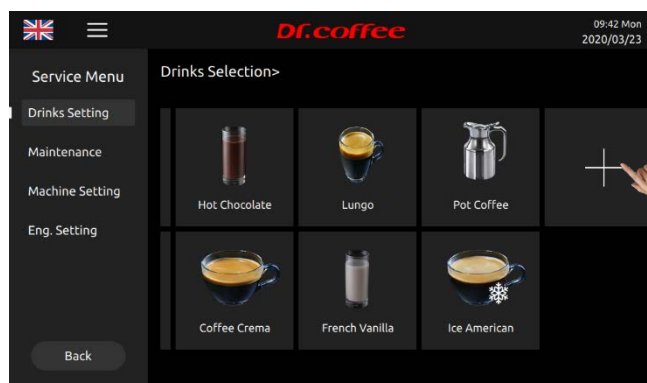 Dr.coffee
09:42 Mon
2020/03/23
Service Menu
Drinks Setting
Maintenance
Machine Setting
Eng. Setting
Back
Drinks Selection>
Hot Chocolate
Lungo
Pot Coffee
Coffee Crema
French Vanilla
Ice American